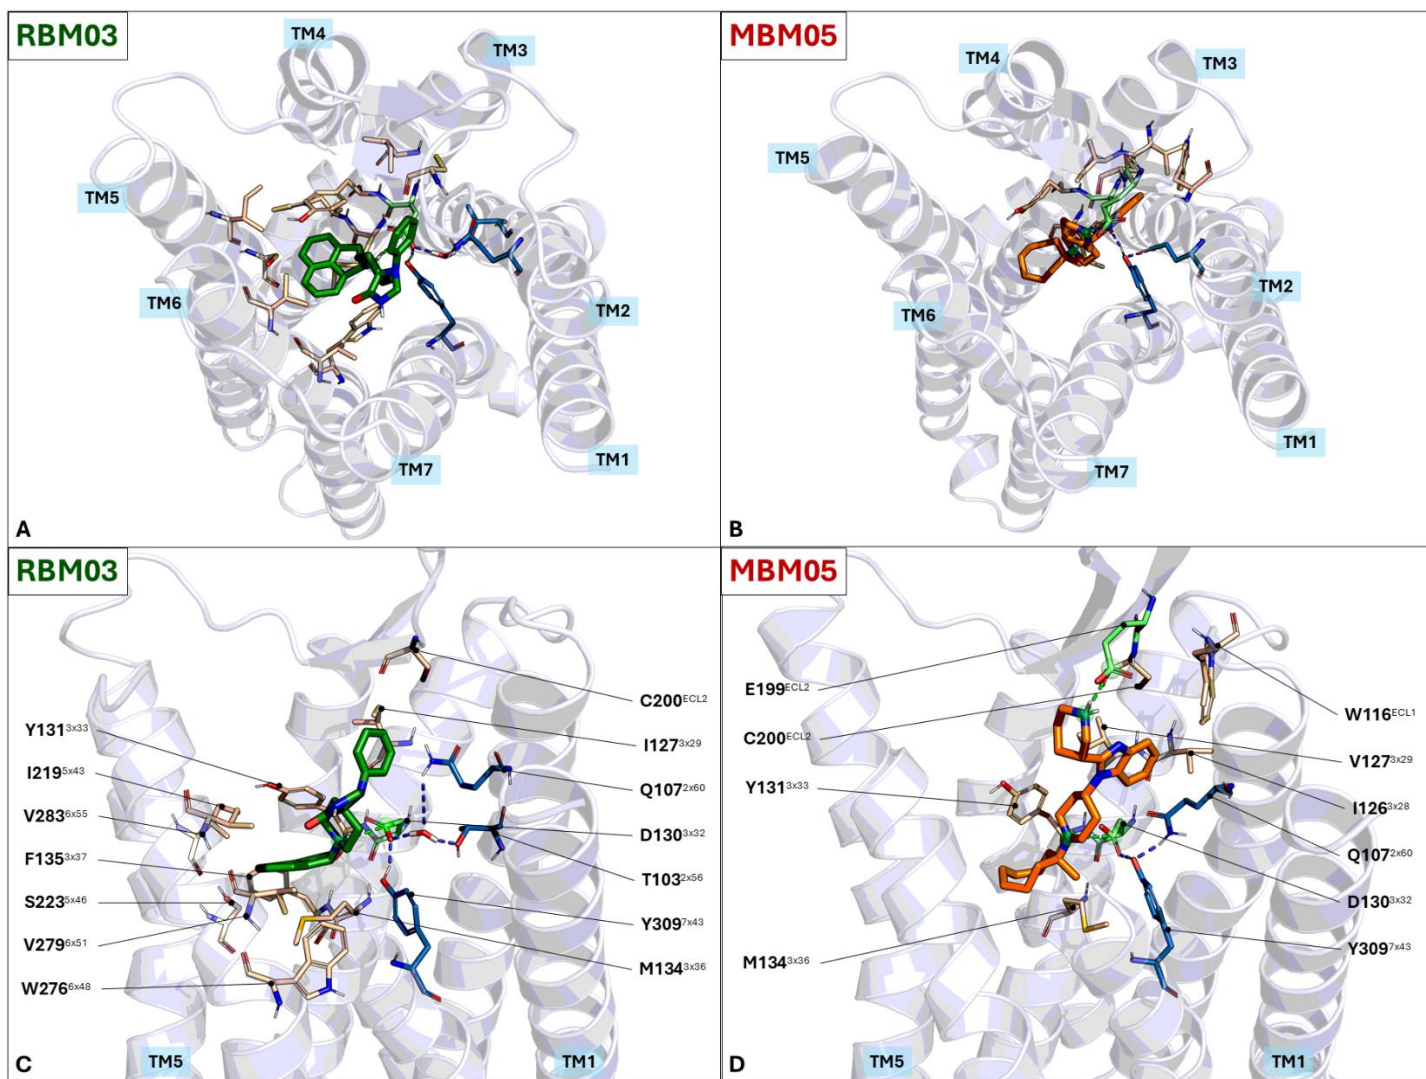 RBM03
TM4
TM3
TM5
TM6
TM2
TM7
TM1
A
MBM05
TM4
TM3
TM5
TM6
TM2
TM7
TM1
B
RBM03
Y131³ˣ³³
I219⁵ˣ⁴³
V283⁶ˣ⁵⁵
F135³ˣ³⁷
S223⁵ˣ⁴⁶
V279⁶ˣ⁵¹
W276⁶ˣ⁴⁸
C200ᴱᶜᴸ²
I127³ˣ²⁹
Q107²ˣ⁶⁰
D130³ˣ³²
T103²ˣ⁵⁶
Y309⁷ˣ⁴³
M134³ˣ³⁶
TM5
TM1
C
MBM05
E199ᴱᶜᴸ²
C200ᴱᶜᴸ²
Y131³ˣ³³
M134³ˣ³⁶
W116ᴱᶜᴸ¹
V127³ˣ²⁹
I126³ˣ²⁸
Q107²ˣ⁶⁰
D130³ˣ³²
Y309⁷ˣ⁴³
TM5
TM1
D